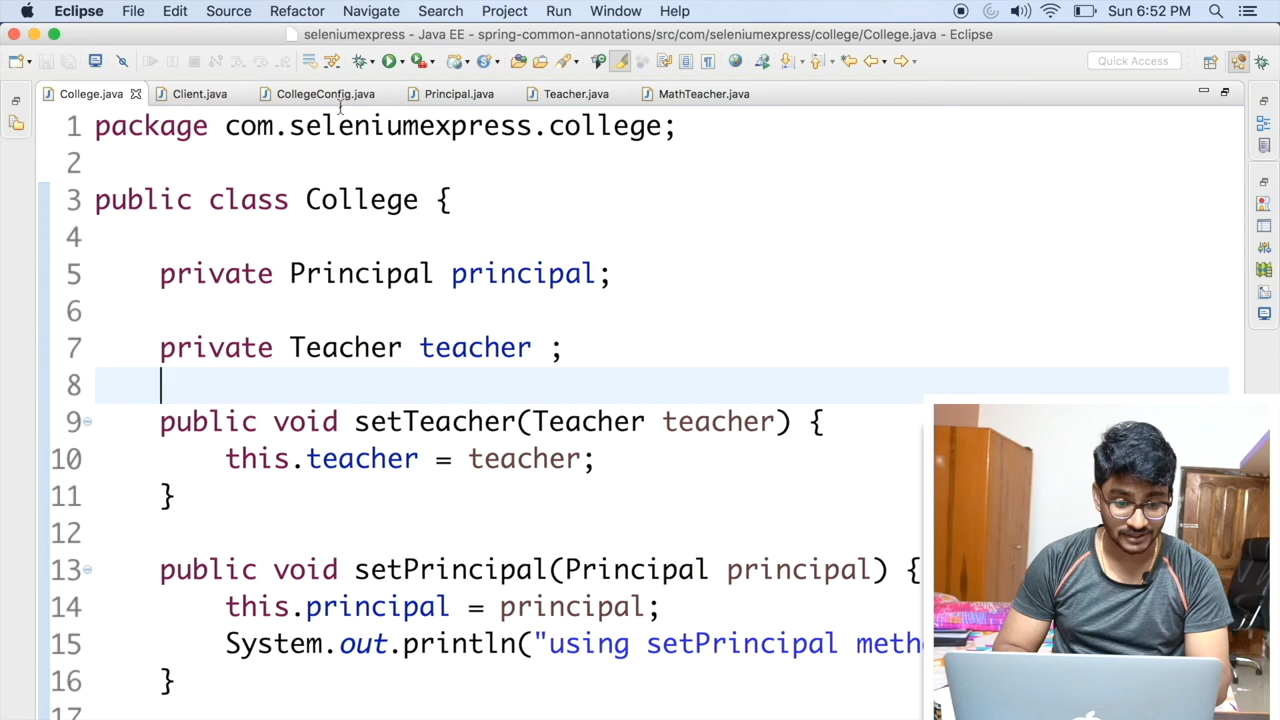 Eclipse File Edit Source Refactor Navigate Search Project Run Window Help Sun 6:52 PM
seleniumexpress - Java EE - spring-common-annotations/src/com/seleniumexpress/college/College.java - Eclipse
Quick Access
College.java Client.java CollegeConfig.java Principal.java Teacher.java MathTeacher.java
1 package com.seleniumexpress.college;
2
3 public class College {
4
5 private Principal principal;
6
7 private Teacher teacher ;
8
9 public void setTeacher(Teacher teacher) {
10 this.teacher = teacher;
11 }
12
13 public void setPrincipal(Principal principal) {
14 this.principal = principal;
15 System.out.println("using setPrincipal meth
16 }
17